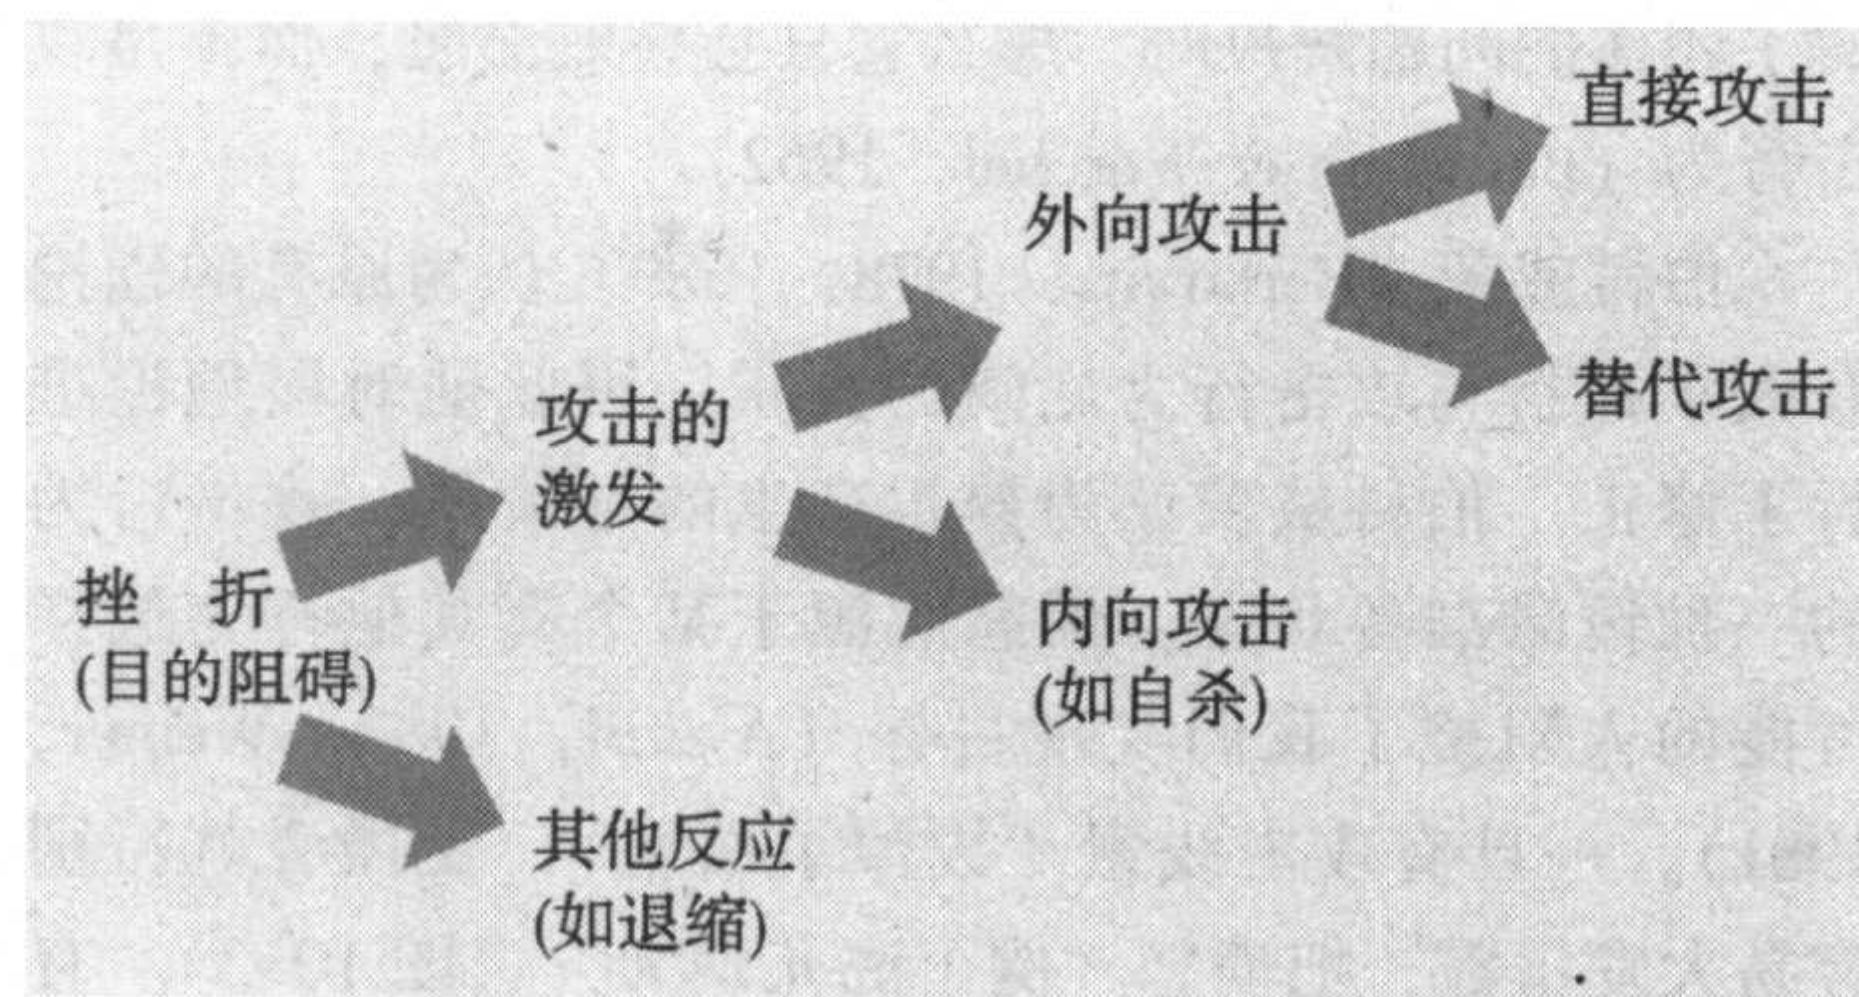 直接攻击
外向攻击
替代攻击
攻击的
激发
挫 折
(目的阻碍)
内向攻击
(如自杀)
其他反应
(如退缩)